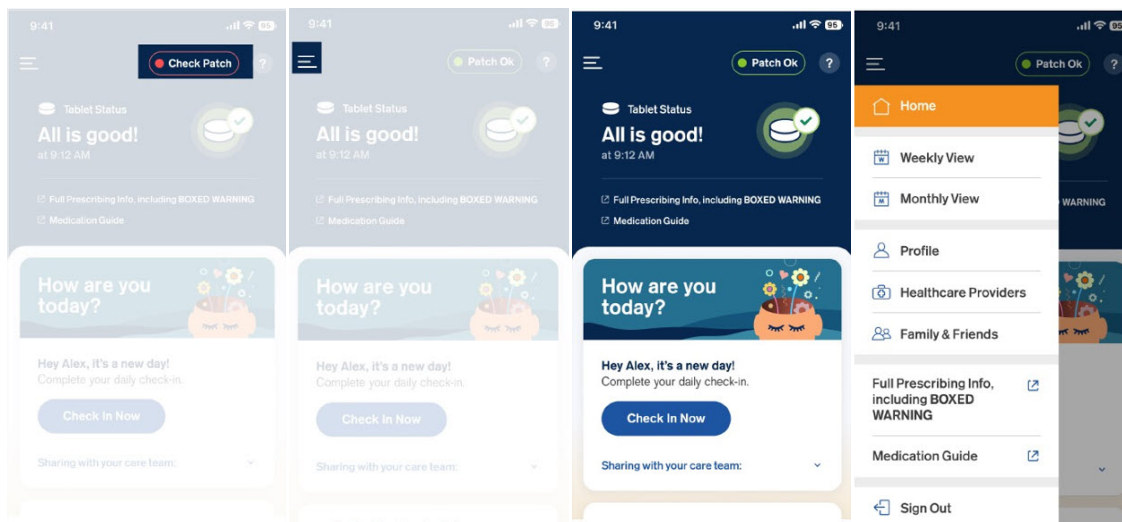 9:41
95
Check Patch
?
Tablet Status
All is good!
at 9:12 AM
Full Prescribing Info, including BOXED WARNING
Medication Guide
How are you
today?
Hey Alex, it's a new day!
Complete your daily check-in.
Check In Now
Sharing with your care team:
9:41
95
Patch Ok
?
Tablet Status
All is good!
at 9:12 AM
Full Prescribing Info, including BOXED WARNING
Medication Guide
How are you
today?
Hey Alex, it's a new day!
Complete your daily check-in.
Check In Now
Sharing with your care team:
9:41
95
Patch Ok
?
Tablet Status
All is good!
at 9:12 AM
Full Prescribing Info, including BOXED WARNING
Medication Guide
How are you
today?
Hey Alex, it's a new day!
Complete your daily check-in.
Check In Now
Sharing with your care team:
9:41
95
Patch Ok
?
Home
W
Weekly View
M
Monthly View
WARNING
Profile
Healthcare Providers
Family & Friends
Full Prescribing Info,
including BOXED
WARNING
Medication Guide
Sign Out